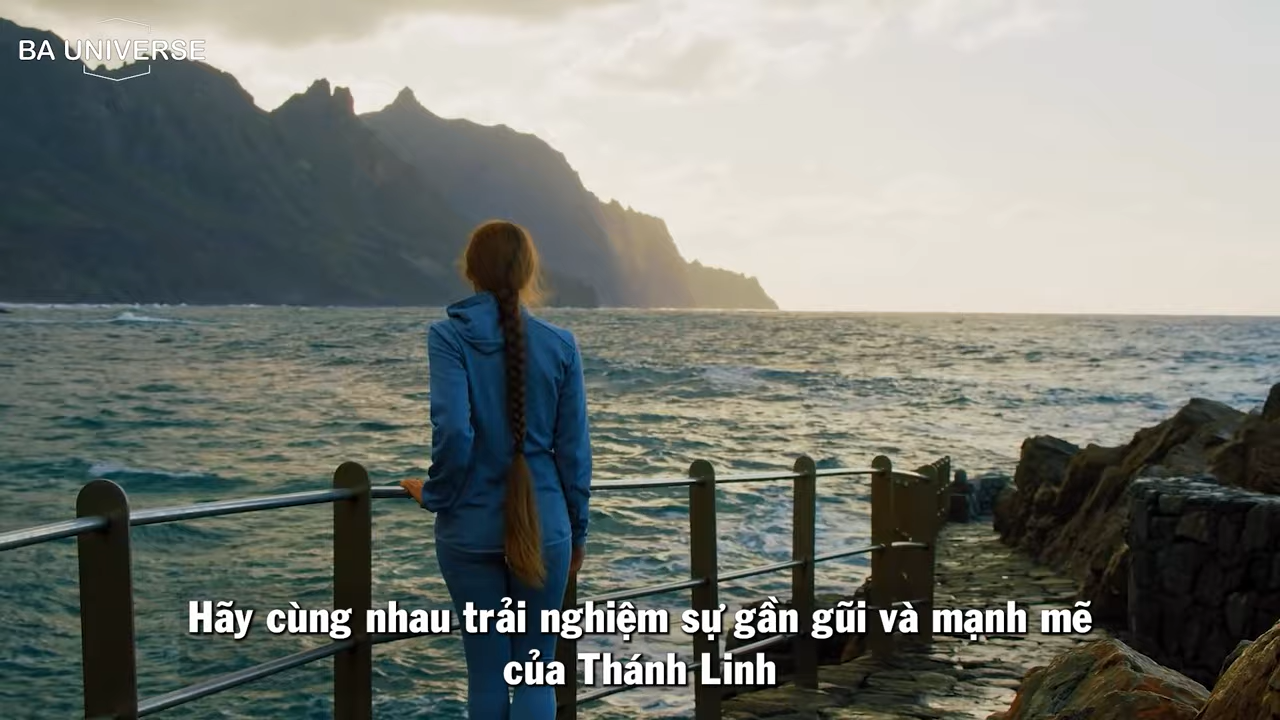 BA UNIVERSE
Hãy cùng nhau trải nghiệm sự gần gũi và mạnh mẽ
của Thánh Linh